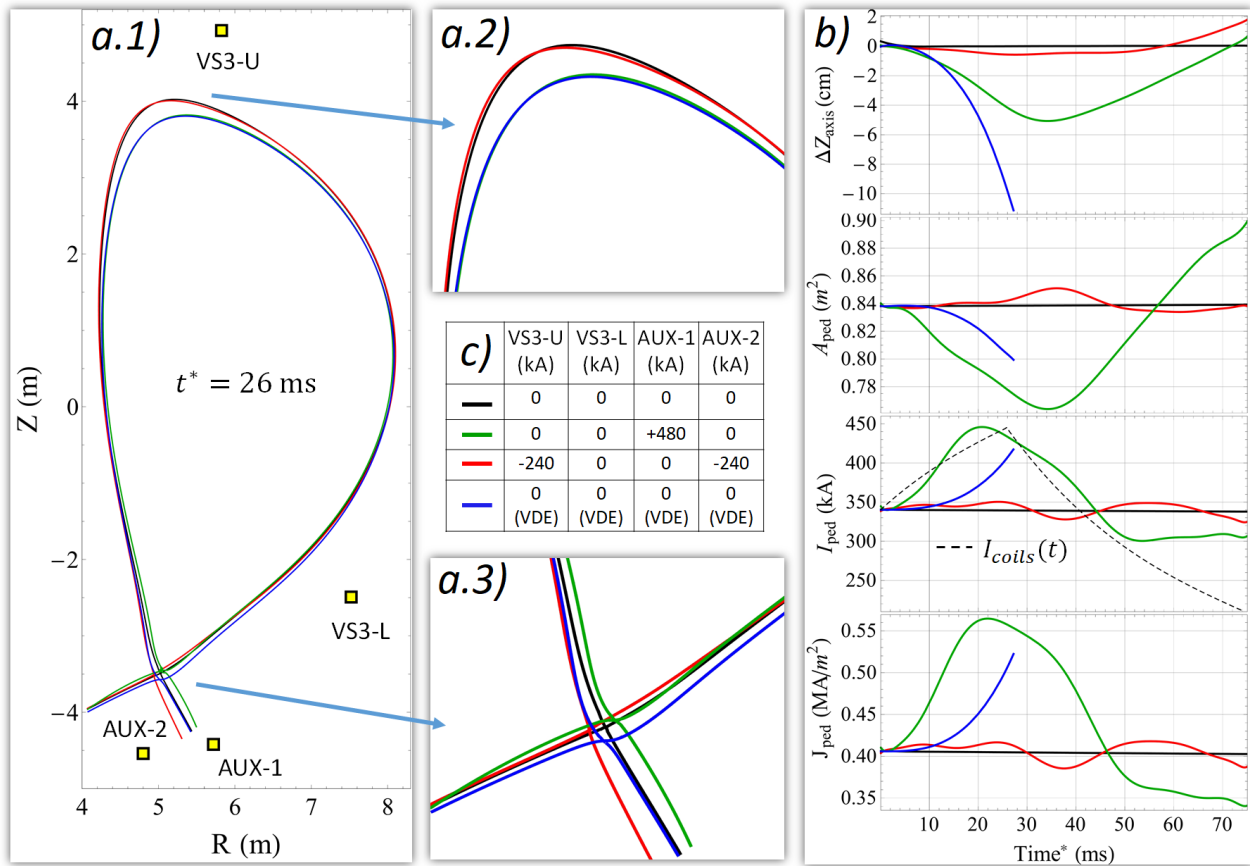 a.1)
VS3-U
t* = 26 ms
VS3-L
AUX-2
AUX-1
Z (m)
4
2
0
−2
−4
4 5 6 7 8
R (m)
a.2)
c)
VS3-U (kA) VS3-L (kA) AUX-1 (kA) AUX-2 (kA)
0 0 0 0
0 0 +480 0
-240 0 0 -240
0 (VDE) 0 (VDE) 0 (VDE) 0 (VDE)
a.3)
b)
ΔZaxis (cm)
2
0
−2
−4
−6
−8
−10
Aped (m²)
0.90
0.88
0.86
0.84
0.82
0.80
0.78
Iped (kA)
450
400
350
300
250
Icoils(t)
Jped (MA/m²)
0.55
0.50
0.45
0.40
0.35
10 20 30 40 50 60 70
Time* (ms)